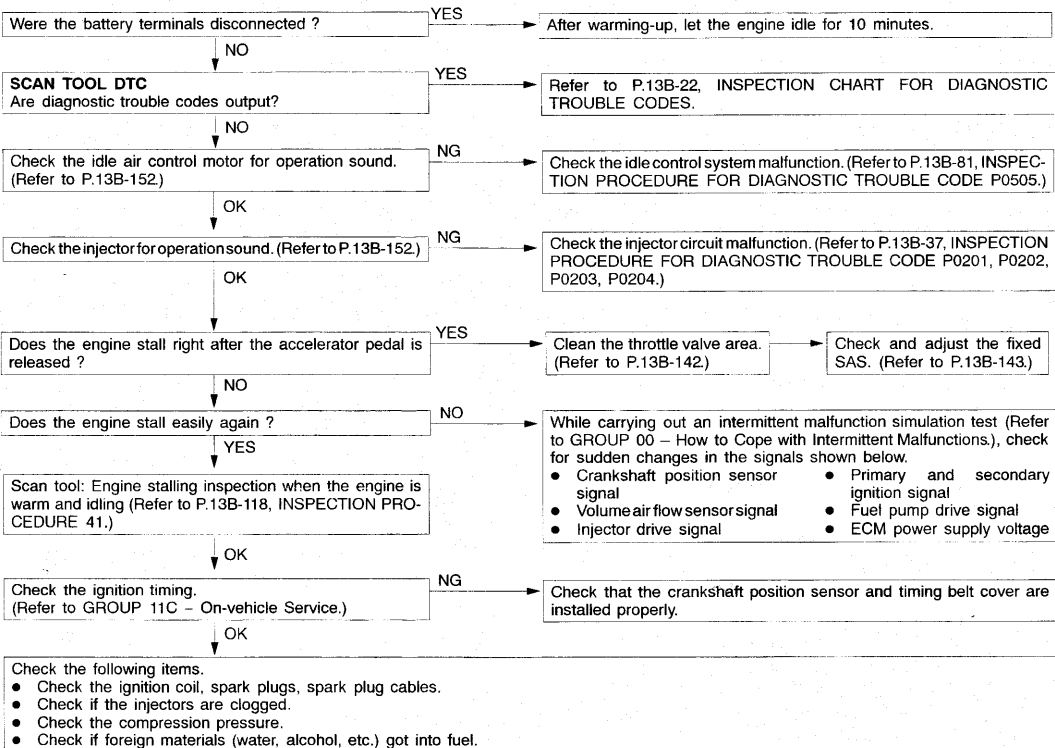 Were the battery terminals disconnected ?
YES
After warming-up, let the engine idle for 10 minutes.
NO
SCAN TOOL DTC
Are diagnostic trouble codes output?
YES
Refer to P.13B-22, INSPECTION CHART FOR DIAGNOSTIC
TROUBLE CODES.
NO
Check the idle air control motor for operation sound.
(Refer to P.13B-152.)
NG
Check the idle control system malfunction. (Refer to P.13B-81, INSPEC-
TION PROCEDURE FOR DIAGNOSTIC TROUBLE CODE P0505.)
OK
Check the injector for operation sound. (Refer to P.13B-152.)
NG
Check the injector circuit malfunction. (Refer to P.13B-37, INSPECTION
PROCEDURE FOR DIAGNOSTIC TROUBLE CODE P0201, P0202,
P0203, P0204.)
OK
Does the engine stall right after the accelerator pedal is
released ?
YES
Clean the throttle valve area.
(Refer to P.13B-142.)
Check and adjust the fixed
SAS. (Refer to P.13B-143.)
NO
Does the engine stall easily again ?
NO
While carrying out an intermittent malfunction simulation test (Refer
to GROUP 00 – How to Cope with Intermittent Malfunctions.), check
for sudden changes in the signals shown below.
● Crankshaft position sensor
signal
● Volume air flow sensor signal
● Injector drive signal
● Primary and secondary
ignition signal
● Fuel pump drive signal
● ECM power supply voltage
YES
Scan tool: Engine stalling inspection when the engine is
warm and idling (Refer to P.13B-118, INSPECTION PRO-
CEDURE 41.)
OK
Check the ignition timing.
(Refer to GROUP 11C – On-vehicle Service.)
NG
Check that the crankshaft position sensor and timing belt cover are
installed properly.
OK
Check the following items.
● Check the ignition coil, spark plugs, spark plug cables.
● Check if the injectors are clogged.
● Check the compression pressure.
● Check if foreign materials (water, alcohol, etc.) got into fuel.